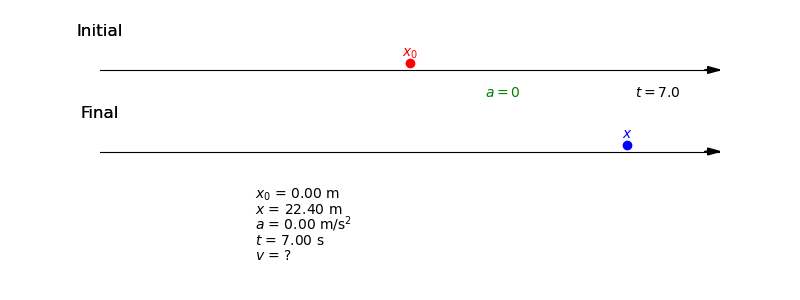 Initial
x₀
a = 0
t = 7.0
Final
x
x₀ = 0.00 m
x = 22.40 m
a = 0.00 m/s²
t = 7.00 s
v = ?